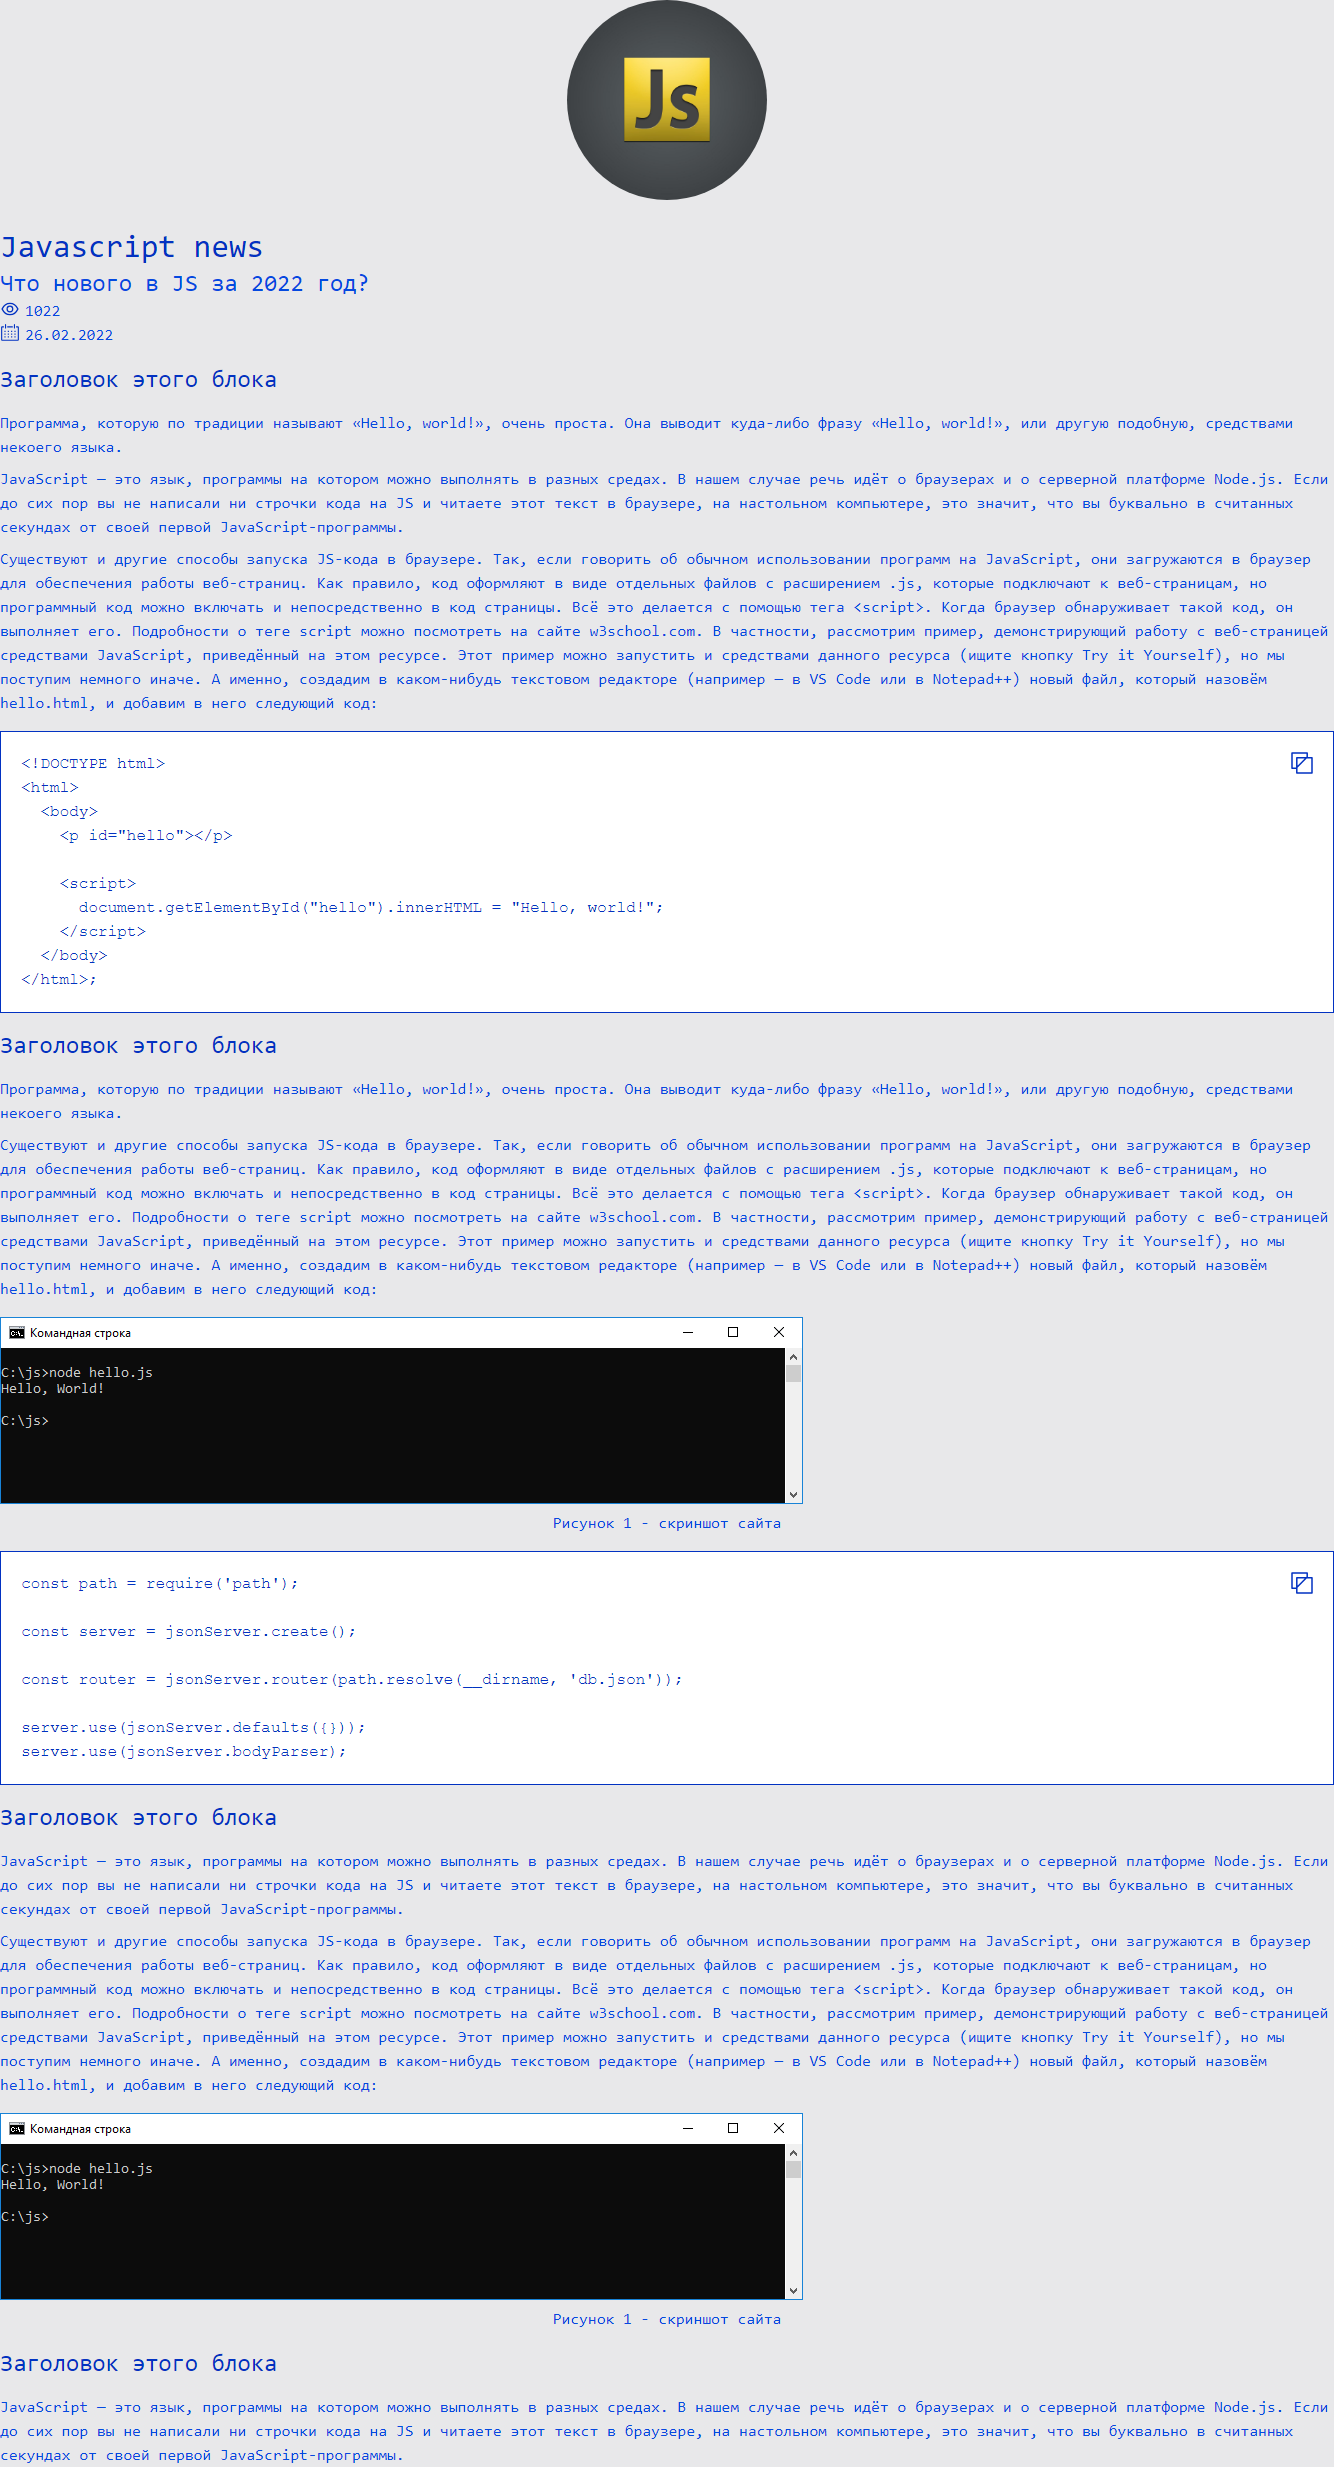 Js
Javascript news
Что нового в JS за 2022 год?
1022
26.02.2022
Заголовок этого блока
Программа, которую по традиции называют «Hello, world!», очень проста. Она выводит куда-либо фразу «Hello, world!», или другую подобную, средствами
некоего языка.
JavaScript — это язык, программы на котором можно выполнять в разных средах. В нашем случае речь идёт о браузерах и о серверной платформе Node.js. Если
до сих пор вы не написали ни строчки кода на JS и читаете этот текст в браузере, на настольном компьютере, это значит, что вы буквально в считанных
секундах от своей первой JavaScript-программы.
Существуют и другие способы запуска JS-кода в браузере. Так, если говорить об обычном использовании программ на JavaScript, они загружаются в браузер
для обеспечения работы веб-страниц. Как правило, код оформляют в виде отдельных файлов с расширением .js, которые подключают к веб-страницам, но
программный код можно включать и непосредственно в код страницы. Всё это делается с помощью тега <script>. Когда браузер обнаруживает такой код, он
выполняет его. Подробности о теге script можно посмотреть на сайте w3school.com. В частности, рассмотрим пример, демонстрирующий работу с веб-страницей
средствами JavaScript, приведённый на этом ресурсе. Этот пример можно запустить и средствами данного ресурса (ищите кнопку Try it Yourself), но мы
поступим немного иначе. А именно, создадим в каком-нибудь текстовом редакторе (например — в VS Code или в Notepad++) новый файл, который назовём
hello.html, и добавим в него следующий код:
<!DOCTYPE html>
<html>
<body>
<p id="hello"></p>
<script>
document.getElementById("hello").innerHTML = "Hello, world!";
</script>
</body>
</html>;
Заголовок этого блока
Программа, которую по традиции называют «Hello, world!», очень проста. Она выводит куда-либо фразу «Hello, world!», или другую подобную, средствами
некоего языка.
Существуют и другие способы запуска JS-кода в браузере. Так, если говорить об обычном использовании программ на JavaScript, они загружаются в браузер
для обеспечения работы веб-страниц. Как правило, код оформляют в виде отдельных файлов с расширением .js, которые подключают к веб-страницам, но
программный код можно включать и непосредственно в код страницы. Всё это делается с помощью тега <script>. Когда браузер обнаруживает такой код, он
выполняет его. Подробности о теге script можно посмотреть на сайте w3school.com. В частности, рассмотрим пример, демонстрирующий работу с веб-страницей
средствами JavaScript, приведённый на этом ресурсе. Этот пример можно запустить и средствами данного ресурса (ищите кнопку Try it Yourself), но мы
поступим немного иначе. А именно, создадим в каком-нибудь текстовом редакторе (например — в VS Code или в Notepad++) новый файл, который назовём
hello.html, и добавим в него следующий код:
Командная строка
C:\js>node hello.js
Hello, World!
C:\js>
Рисунок 1 - скриншот сайта
const path = require('path');
const server = jsonServer.create();
const router = jsonServer.router(path.resolve(__dirname, 'db.json'));
server.use(jsonServer.defaults({}));
server.use(jsonServer.bodyParser);
Заголовок этого блока
JavaScript — это язык, программы на котором можно выполнять в разных средах. В нашем случае речь идёт о браузерах и о серверной платформе Node.js. Если
до сих пор вы не написали ни строчки кода на JS и читаете этот текст в браузере, на настольном компьютере, это значит, что вы буквально в считанных
секундах от своей первой JavaScript-программы.
Существуют и другие способы запуска JS-кода в браузере. Так, если говорить об обычном использовании программ на JavaScript, они загружаются в браузер
для обеспечения работы веб-страниц. Как правило, код оформляют в виде отдельных файлов с расширением .js, которые подключают к веб-страницам, но
программный код можно включать и непосредственно в код страницы. Всё это делается с помощью тега <script>. Когда браузер обнаруживает такой код, он
выполняет его. Подробности о теге script можно посмотреть на сайте w3school.com. В частности, рассмотрим пример, демонстрирующий работу с веб-страницей
средствами JavaScript, приведённый на этом ресурсе. Этот пример можно запустить и средствами данного ресурса (ищите кнопку Try it Yourself), но мы
поступим немного иначе. А именно, создадим в каком-нибудь текстовом редакторе (например — в VS Code или в Notepad++) новый файл, который назовём
hello.html, и добавим в него следующий код:
Командная строка
C:\js>node hello.js
Hello, World!
C:\js>
Рисунок 1 - скриншот сайта
Заголовок этого блока
JavaScript — это язык, программы на котором можно выполнять в разных средах. В нашем случае речь идёт о браузерах и о серверной платформе Node.js. Если
до сих пор вы не написали ни строчки кода на JS и читаете этот текст в браузере, на настольном компьютере, это значит, что вы буквально в считанных
секундах от своей первой JavaScript-программы.